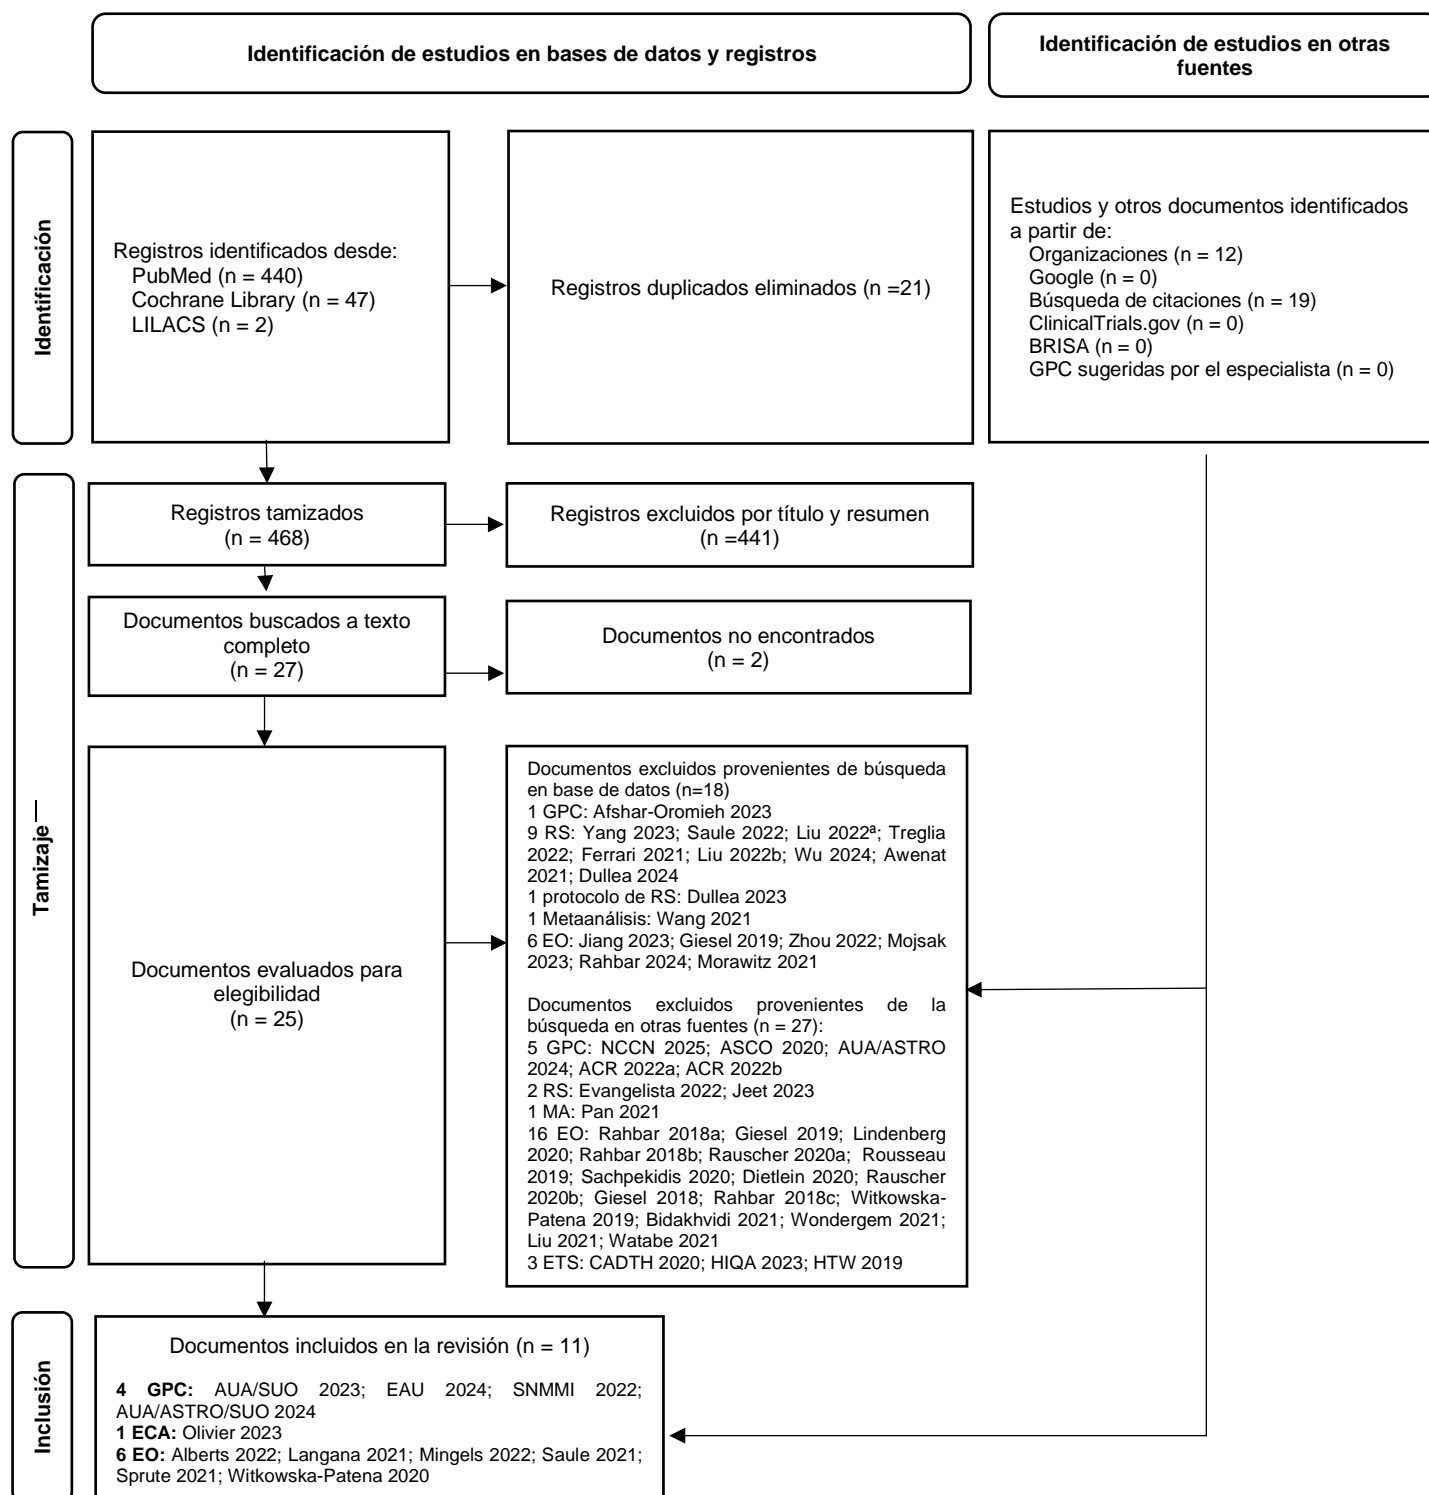 Identificación de estudios en bases de datos y registros
Identificación de estudios en otras
fuentes
Identificación
Registros identificados desde:
PubMed (n = 440)
Cochrane Library (n = 47)
LILACS (n = 2)
Registros duplicados eliminados (n =21)
Estudios y otros documentos identificados
a partir de:
Organizaciones (n = 12)
Google (n = 0)
Búsqueda de citaciones (n = 19)
ClinicalTrials.gov (n = 0)
BRISA (n = 0)
GPC sugeridas por el especialista (n = 0)
Tamizaje
Registros tamizados
(n = 468)
Registros excluidos por título y resumen
(n =441)
Documentos buscados a texto
completo
(n = 27)
Documentos no encontrados
(n = 2)
Documentos evaluados para
elegibilidad
(n = 25)
Documentos excluidos provenientes de búsqueda
en base de datos (n=18)
1 GPC: Afshar-Oromieh 2023
9 RS: Yang 2023; Saule 2022; Liu 2022ª; Treglia
2022; Ferrari 2021; Liu 2022b; Wu 2024; Awenat
2021; Dullea 2024
1 protocolo de RS: Dullea 2023
1 Metaanálisis: Wang 2021
6 EO: Jiang 2023; Giesel 2019; Zhou 2022; Mojsak
2023; Rahbar 2024; Morawitz 2021
Documentos excluidos provenientes de la
búsqueda en otras fuentes (n = 27):
5 GPC: NCCN 2025; ASCO 2020; AUA/ASTRO
2024; ACR 2022a; ACR 2022b
2 RS: Evangelista 2022; Jeet 2023
1 MA: Pan 2021
16 EO: Rahbar 2018a; Giesel 2019; Lindenberg
2020; Rahbar 2018b; Rauscher 2020a; Rousseau
2019; Sachpekidis 2020; Dietlein 2020; Rauscher
2020b; Giesel 2018; Rahbar 2018c; Witkowska-
Patena 2019; Bidakhvidi 2021; Wondergem 2021;
Liu 2021; Watabe 2021
3 ETS: CADTH 2020; HIQA 2023; HTW 2019
Inclusión
Documentos incluidos en la revisión (n = 11)
4 GPC: AUA/SUO 2023; EAU 2024; SNMMI 2022;
AUA/ASTRO/SUO 2024
1 ECA: Olivier 2023
6 EO: Alberts 2022; Langana 2021; Mingels 2022; Saule 2021;
Sprute 2021; Witkowska-Patena 2020